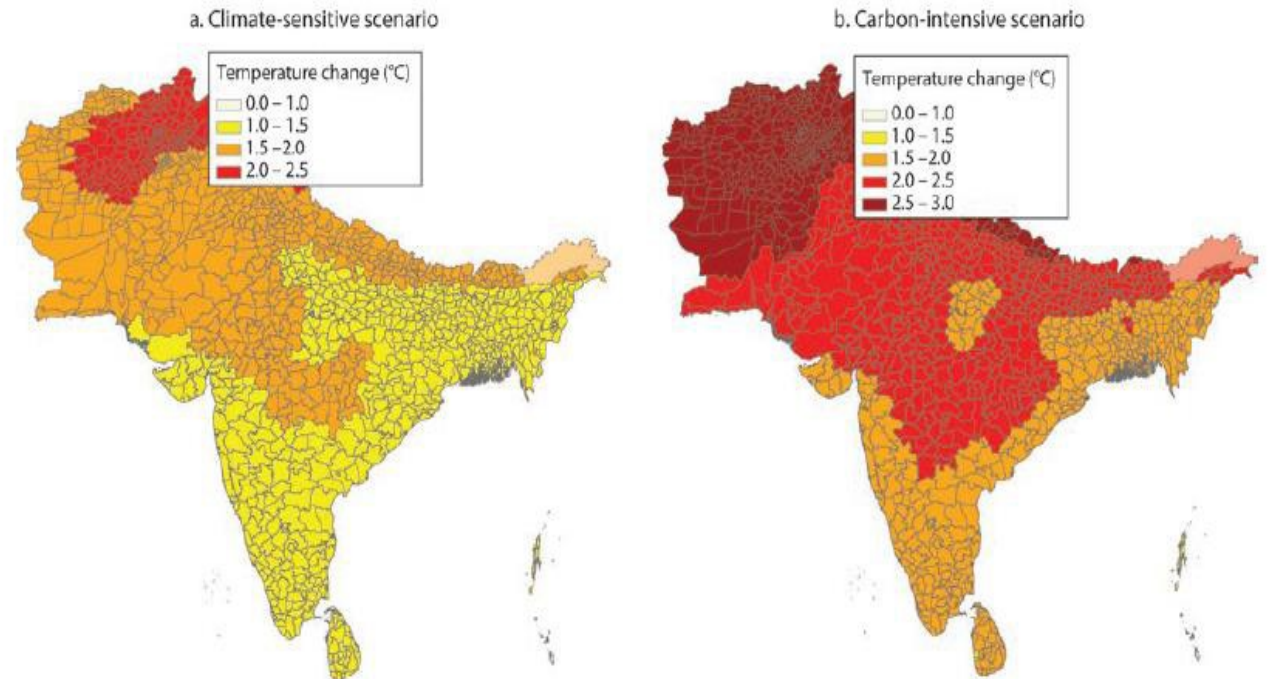 a. Climate-sensitive scenario
Temperature change (°C)
0.0 – 1.0
1.0 – 1.5
1.5 –2.0
2.0 – 2.5
b. Carbon-intensive scenario
Temperature change (°C)
0.0 – 1.0
1.0 – 1.5
1.5 –2.0
2.0 – 2.5
2.5 – 3.0